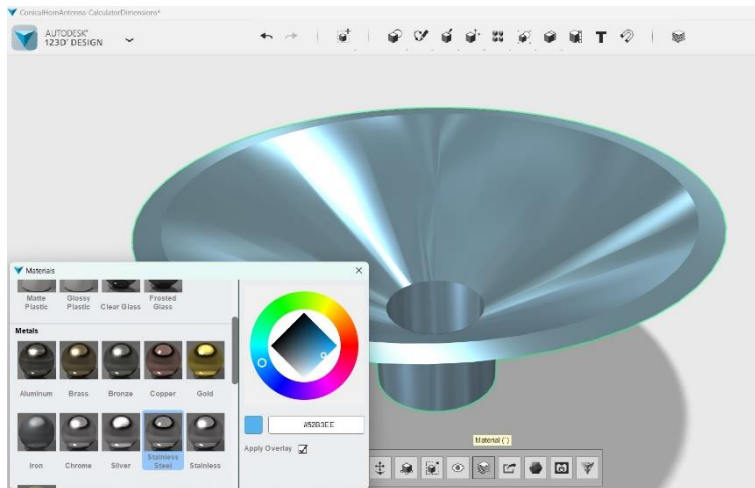 ConicalHornAntenna-CalculatorDimensions*
AUTODESK®
123D® DESIGN
T
Materials
Matte
Plastic
Glossy
Plastic
Clear Glass
Frosted
Glass
Metals
Aluminum
Brass
Bronze
Copper
Gold
Iron
Chrome
Silver
Stainless
Steel
Stainless
#52B3EE
Apply Overlay
Material (`)